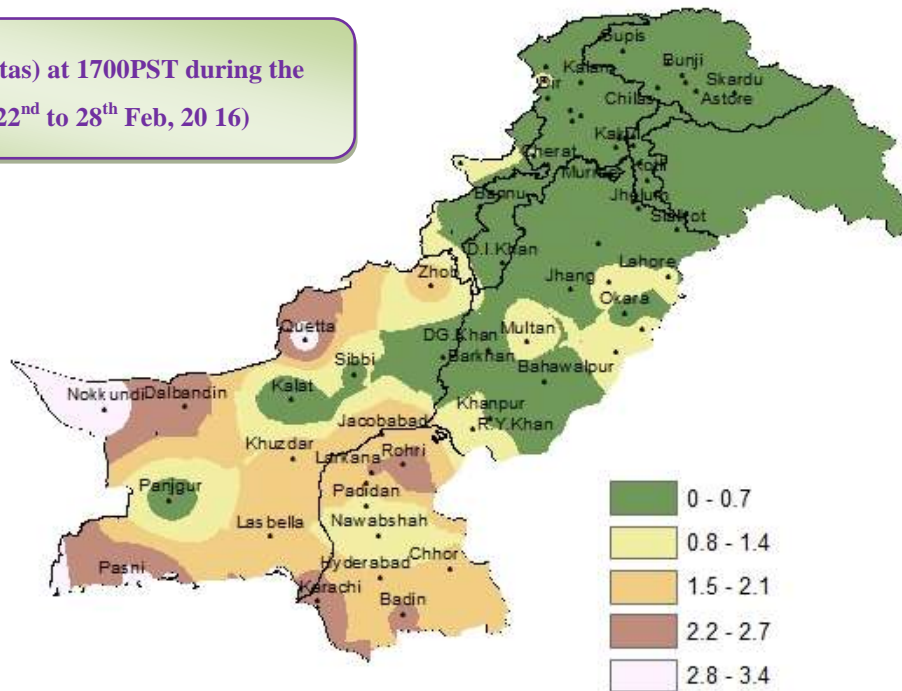 tas) at 1700PST during the
22nd to 28th Feb, 20 16)
Supis
Bunji
Kalam
Skardu
Dir
Chilas
Astore
Kakul
Cherat
Kotli
Murree
Bannu
Jhelum
Sialkot
D.I.Khan
Zhob
Lahore
Jhang
Okara
Quetta
DG.Khan
Multan
Sibbi
Barkhan
Bahawalpur
Nokkundi
Dalbandin
Kalat
Khanpur
Jacobabad
R.Y.Khan
Khuzdar
Larkana
Rohri
Panjgur
Padidan
Lasbella
Nawabshah
Chhor
Pasni
Hyderabad
Karachi
Badin
0 - 0.7
0.8 - 1.4
1.5 - 2.1
2.2 - 2.7
2.8 - 3.4